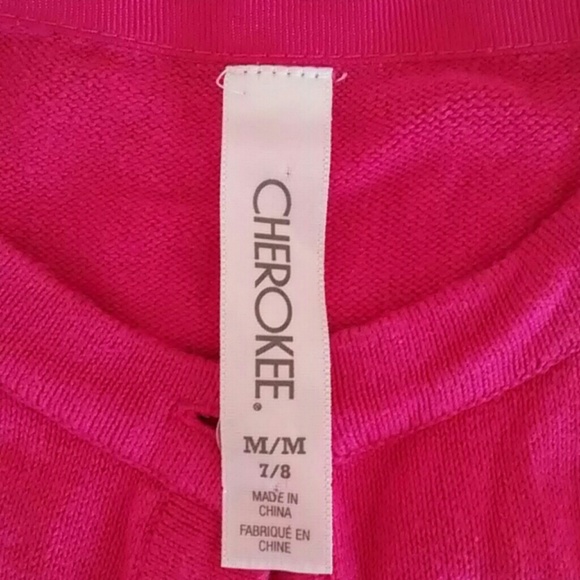 CHEROKEE®
M/M
7/8
MADE IN
CHINA
FABRIQUÉ EN
CHINE